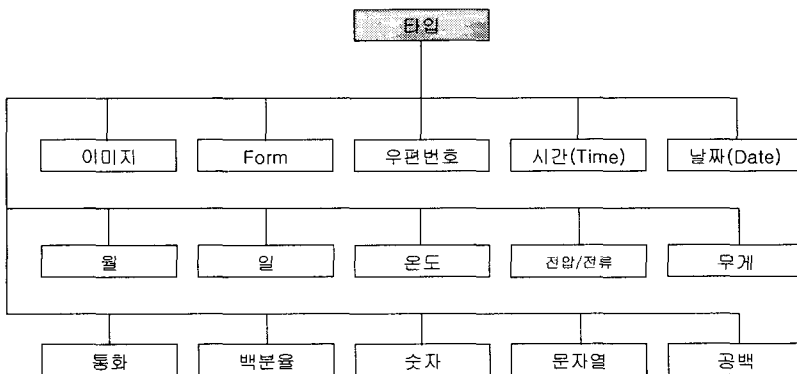 타입
이미지 Form 우편번호 시간(Time) 날짜(Date)
월 일 온도 전압/전류 무게
통화 백분율 숫자 문자열 공백